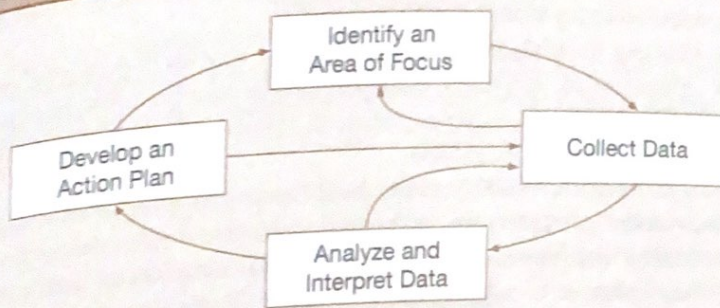 Identify an
Area of Focus
Collect Data
Develop an
Action Plan
Analyze and
Interpret Data